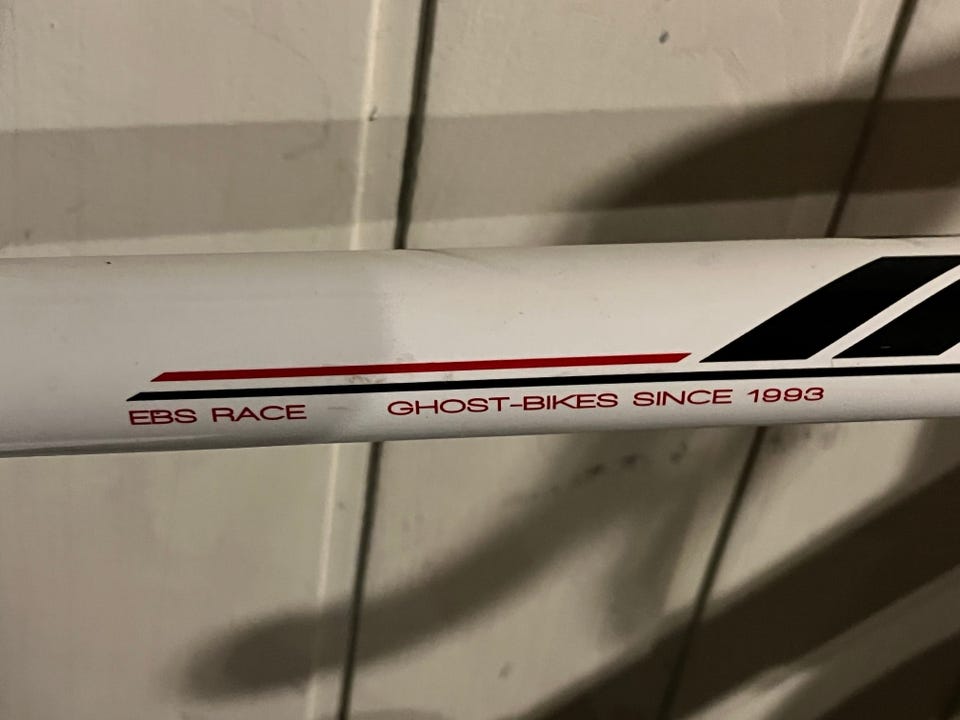 EBS RACE GHOST-BIKES SINCE 1993